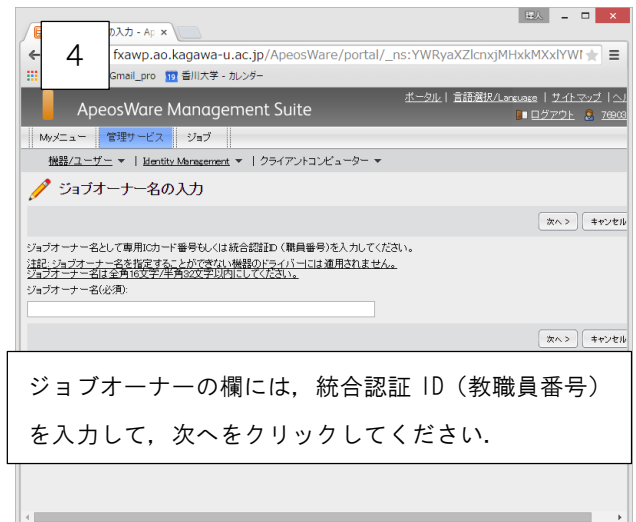 理人
4
の入力 - Ap ×
fxawp.ao.kagawa-u.ac.jp/ApeosWare/portal/_ns:YWRyaXZlcnxjMHxkMXxlYWI
Gmail_pro 19 香川大学 - カレンダー
ポータル | 言語選択/Language | サイトマップ |
ApeosWare Management Suite
ログアウト 76903
Myメニュー 管理サービス ジョブ
機器/ユーザー ▼ | Identity Management ▼ | クライアントコンピューター ▼
ジョブオーナー名の入力
次へ > キャンセル
ジョブオーナー名として専用ICカード番号もしくは統合認証ID（職員番号）を入力してください。
注記:ジョブオーナー名を指定することができない機器のドライバーには適用されません。
ジョブオーナー名は全角16文字/半角32文字以内にしてください。
ジョブオーナー名(必須):
次へ > キャンセル
ジョブオーナーの欄には，統合認証 ID（教職員番号）
を入力して，次へをクリックしてください．